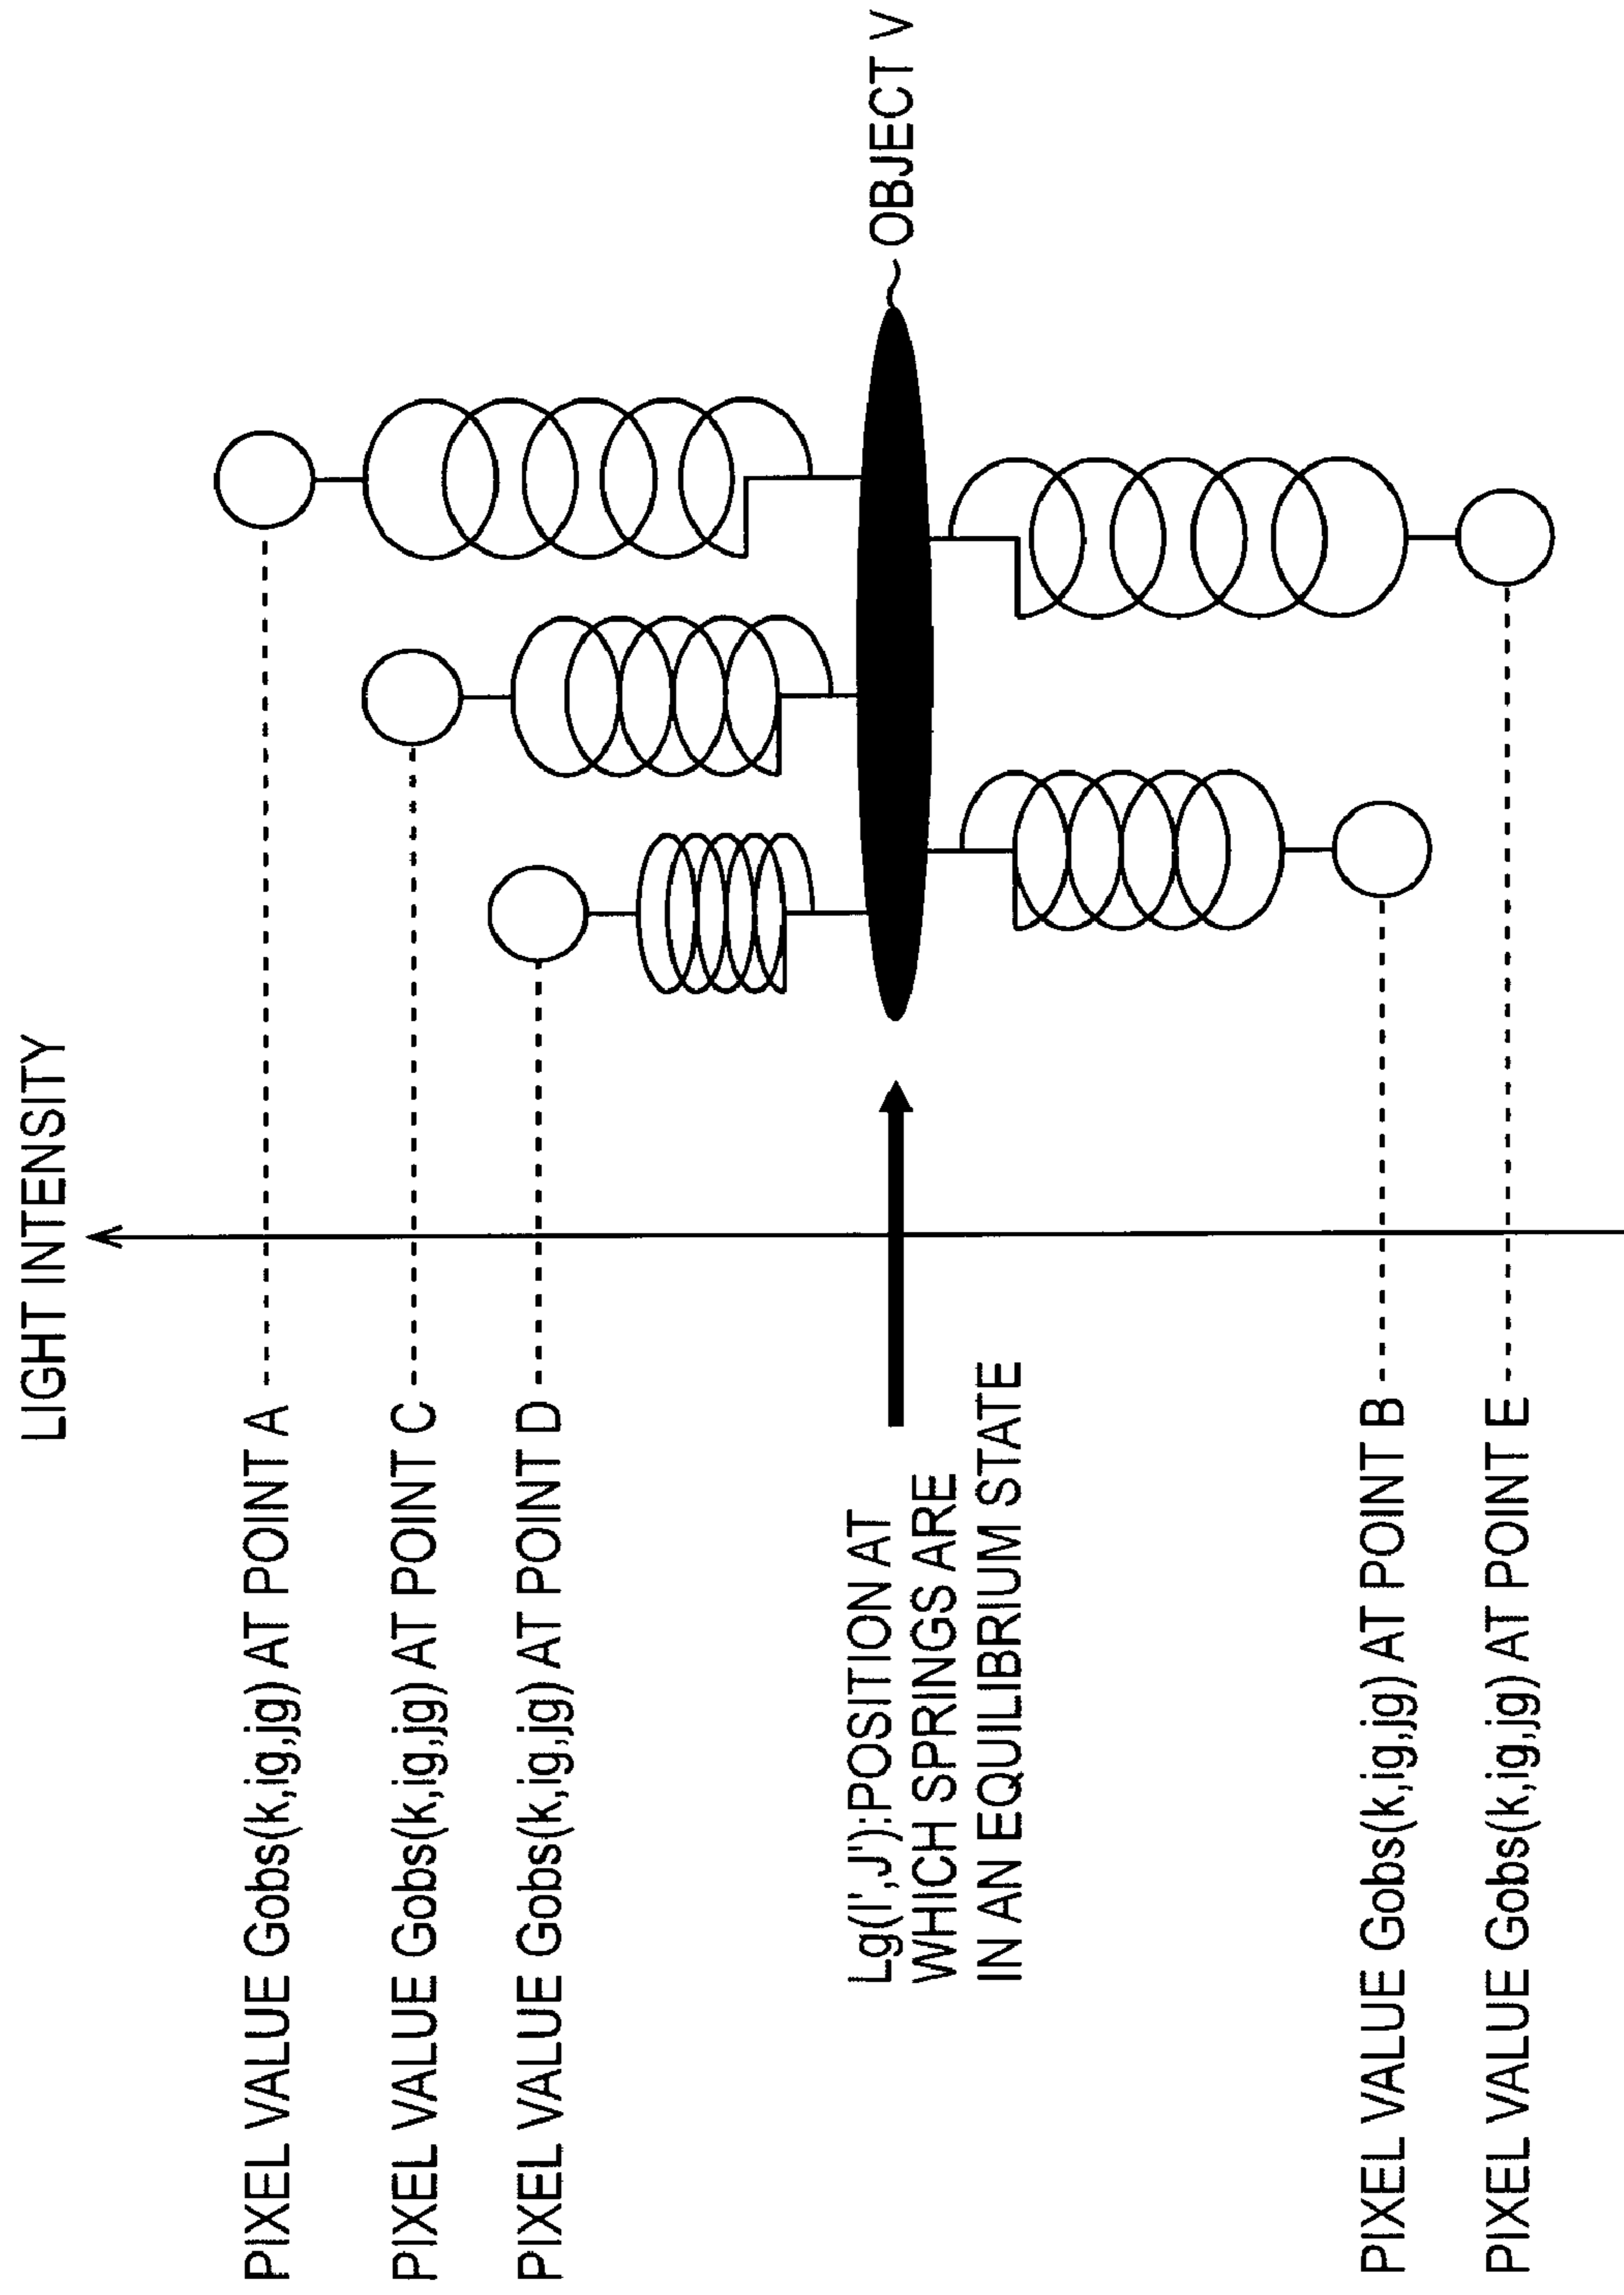 LIGHT INTENSITY
PIXEL VALUE Gobs(k,ig,jg) AT POINT A
PIXEL VALUE Gobs(k,ig,jg) AT POINT C
PIXEL VALUE Gobs(k,ig,jg) AT POINT D
Lg(I',J'):POSITION AT
WHICH SPRINGS ARE
IN AN EQUILIBRIUM STATE
OBJECT V
PIXEL VALUE Gobs(k,ig,jg) AT POINT B
PIXEL VALUE Gobs(k,ig,jg) AT POINT E